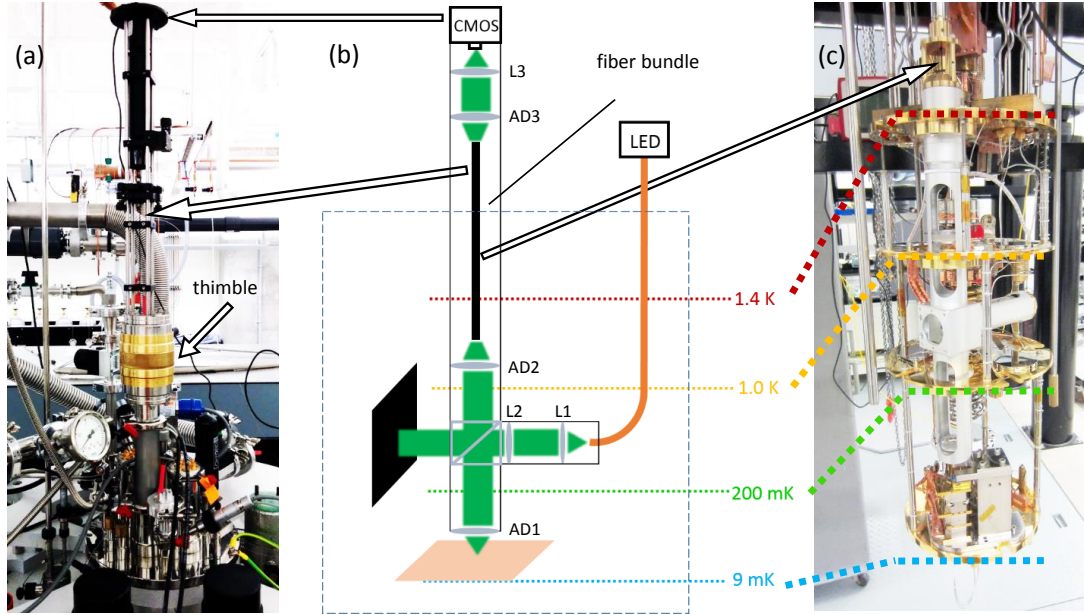 (a)
thimble
(b)
CMOS
L3
AD3
fiber bundle
LED
1.4 K
AD2
1.0 K
L2
L1
200 mK
AD1
9 mK
(c)